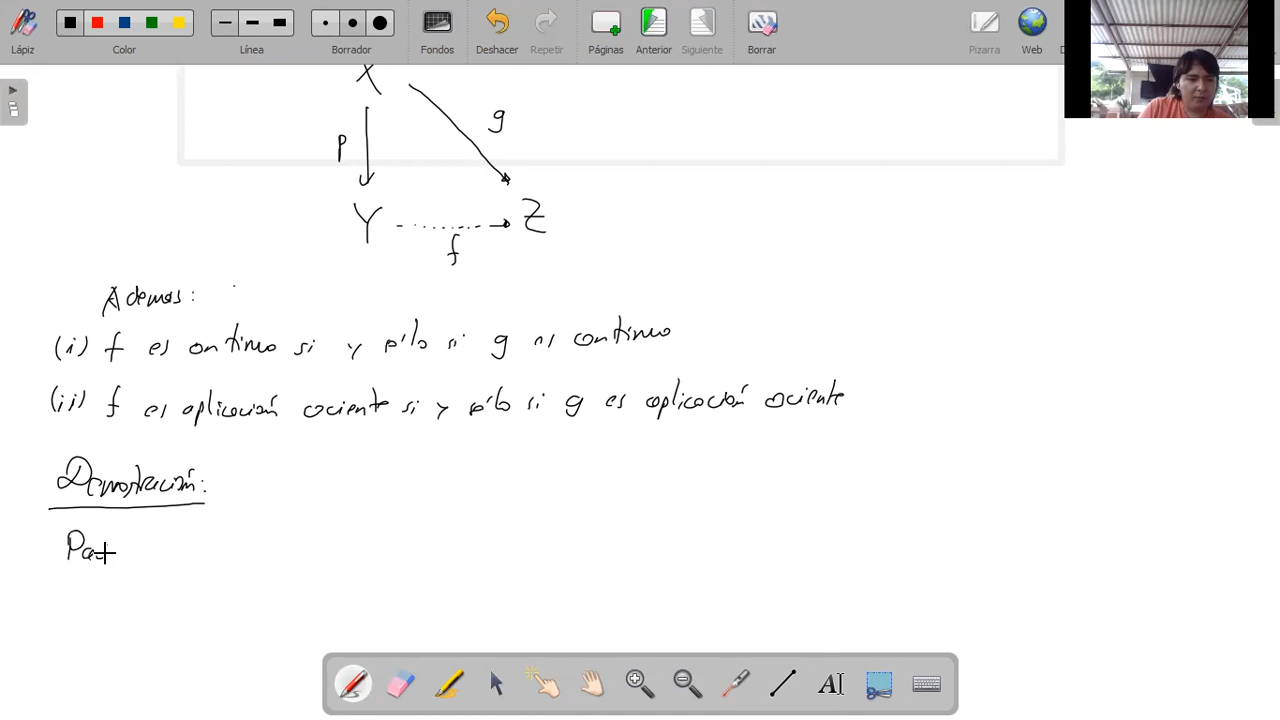 Lápiz Color Línea Borrador Fondos Deshacer Repetir Páginas Anterior Siguiente Borrar Pizarra Web
X
g
p
Y Z
f
Ademas:
(i) f es continua si y sólo si g es continua
(ii) f es aplicación cociente si y sólo si g es aplicación cociente
Demostración:
Pa